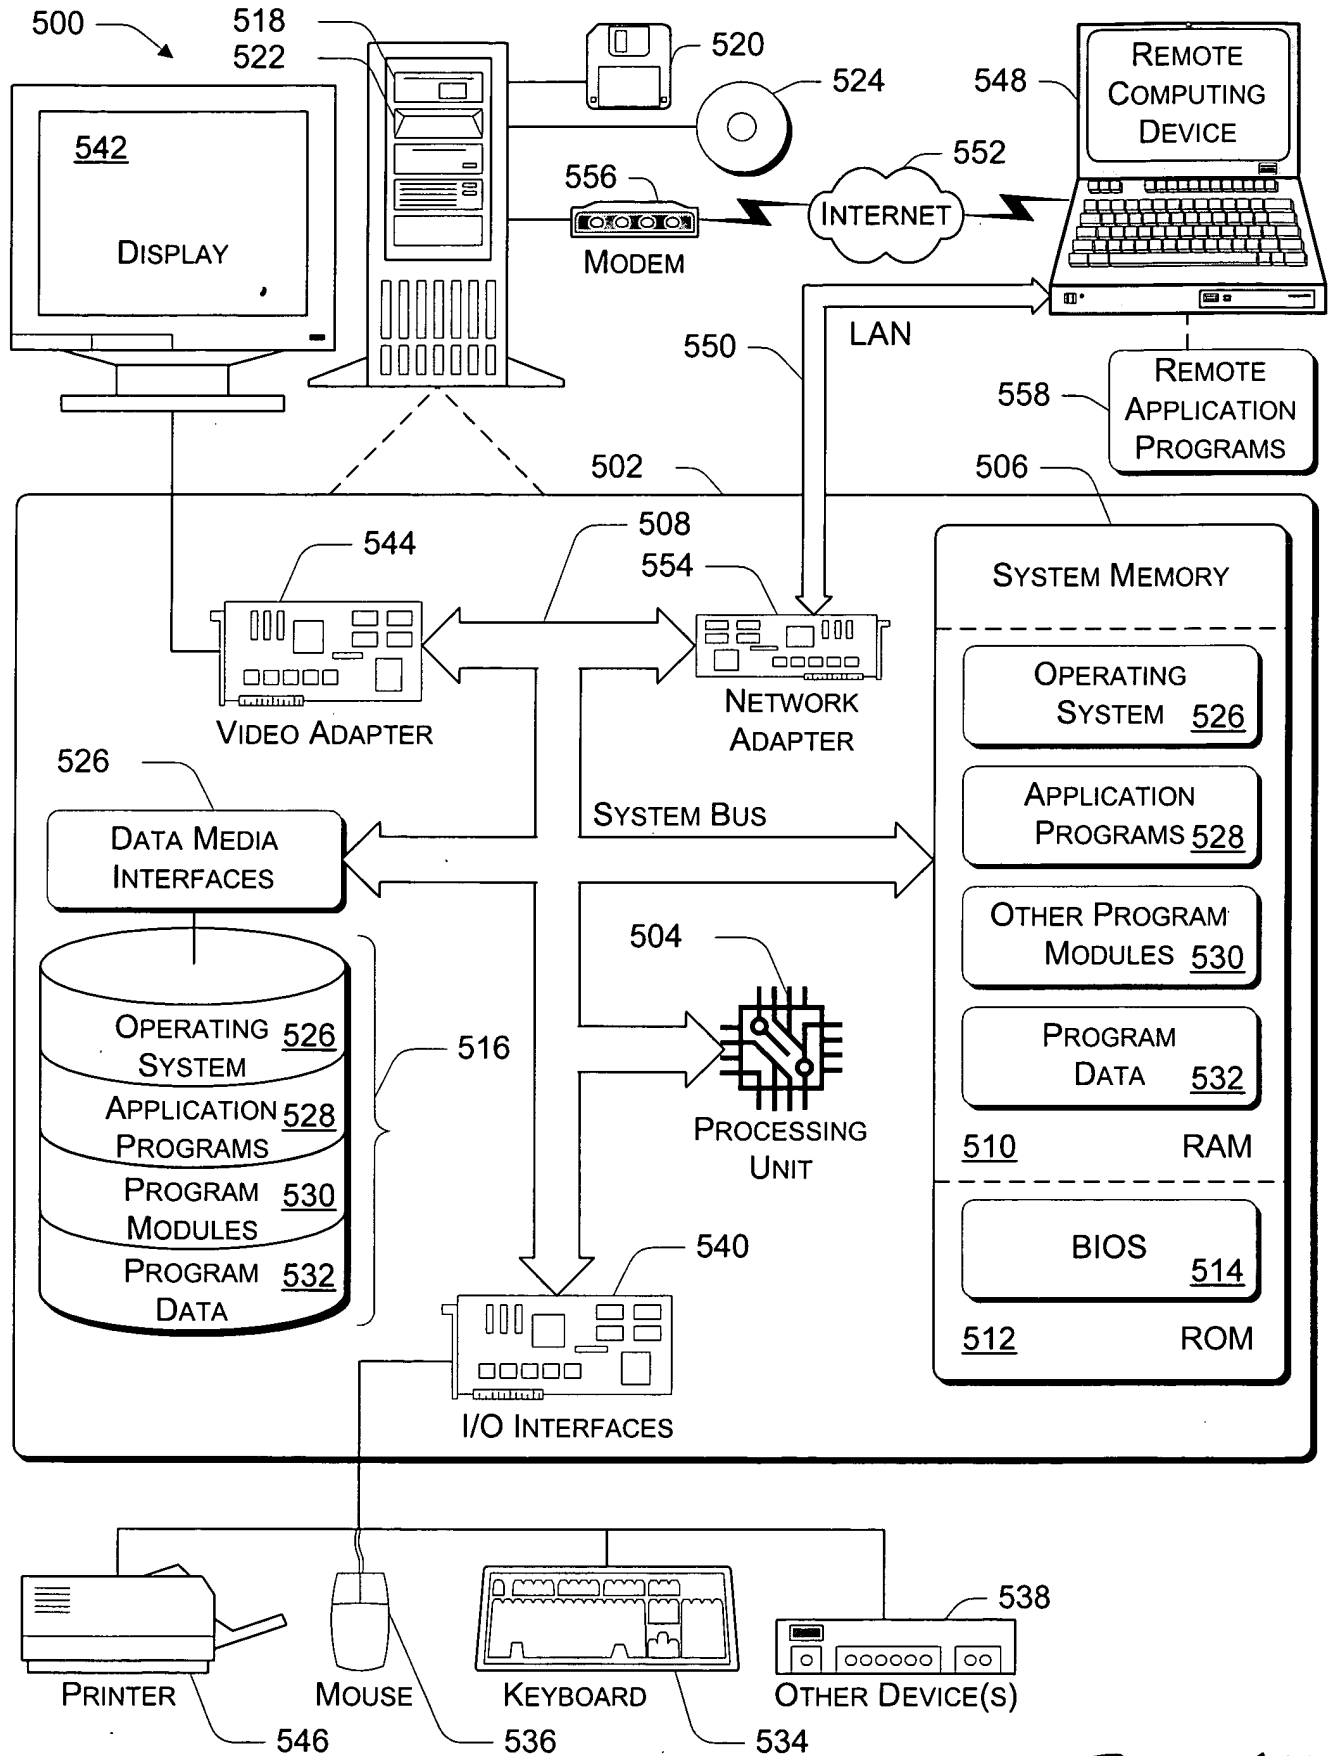 500
518
522
520
524
548
REMOTE
COMPUTING
DEVICE
542
DISPLAY
556
MODEM
552
INTERNET
550
LAN
558
REMOTE
APPLICATION
PROGRAMS
502
506
544
VIDEO ADAPTER
508
554
NETWORK
ADAPTER
SYSTEM MEMORY
OPERATING
SYSTEM 526
APPLICATION
PROGRAMS 528
OTHER PROGRAM
MODULES 530
PROGRAM
DATA 532
510 RAM
BIOS
514
512 ROM
526
DATA MEDIA
INTERFACES
SYSTEM BUS
504
PROCESSING
UNIT
OPERATING 526
SYSTEM
516
APPLICATION 528
PROGRAMS
PROGRAM 530
MODULES
PROGRAM 532
DATA
540
I/O INTERFACES
PRINTER
546
MOUSE
536
KEYBOARD
534
538
OTHER DEVICE(S)